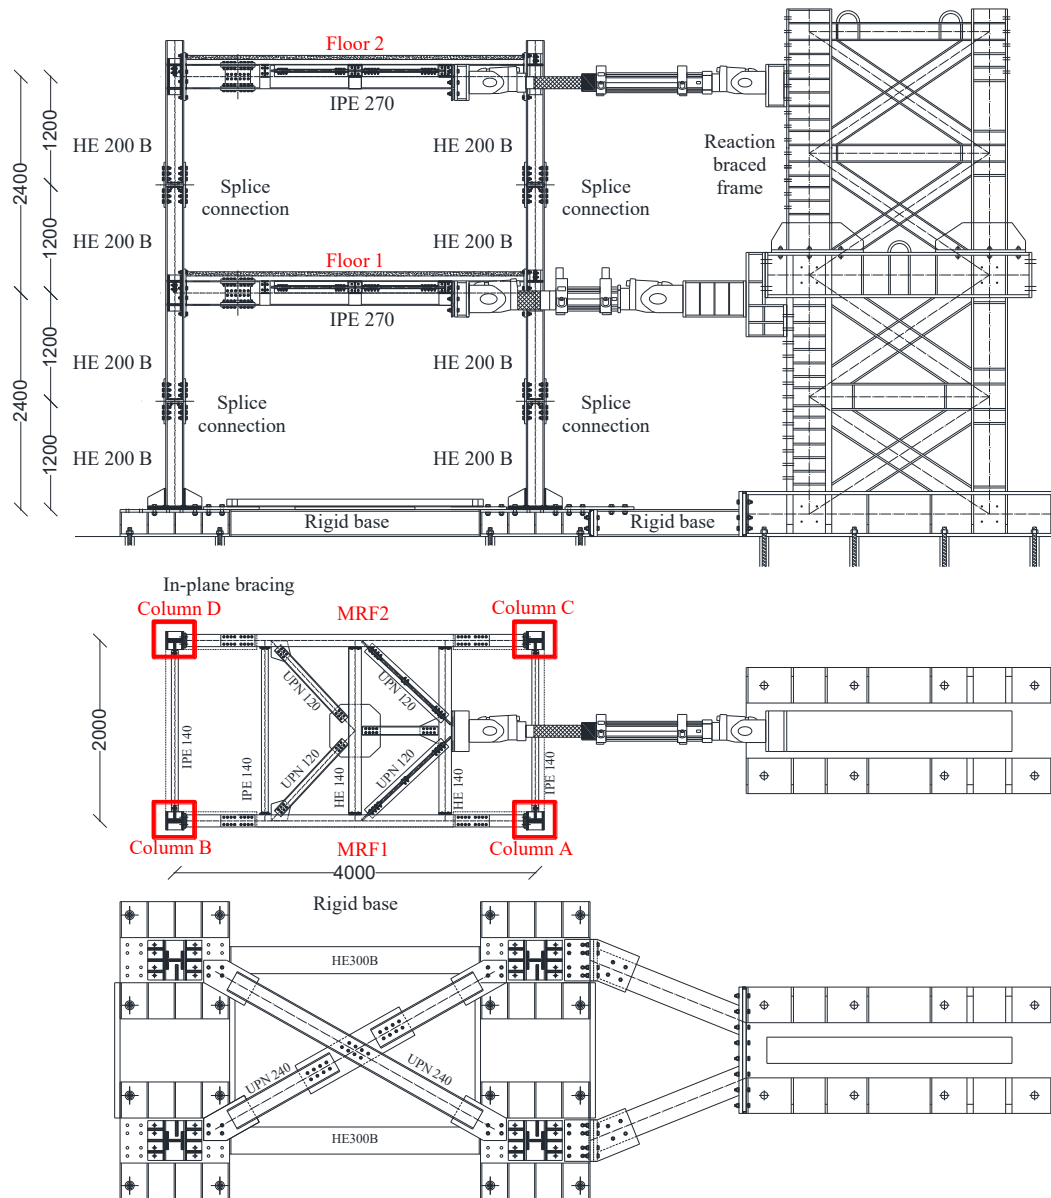 Floor 2
IPE 270
1200
HE 200 B
HE 200 B
Reaction
braced
frame
2400
Splice
connection
Splice
connection
1200
HE 200 B
HE 200 B
Floor 1
IPE 270
1200
HE 200 B
HE 200 B
2400
Splice
connection
Splice
connection
1200
HE 200 B
HE 200 B
Rigid base
Rigid base
In-plane bracing
Column D
MRF2
Column C
UPN 120
UPN 120
2000
IPE 140
IPE 140
UPN 120
HE 140
UPN 120
HE 140
IPE 140
Column B
MRF1
Column A
4000
Rigid base
HE300B
UPN 240
UPN 240
HE300B